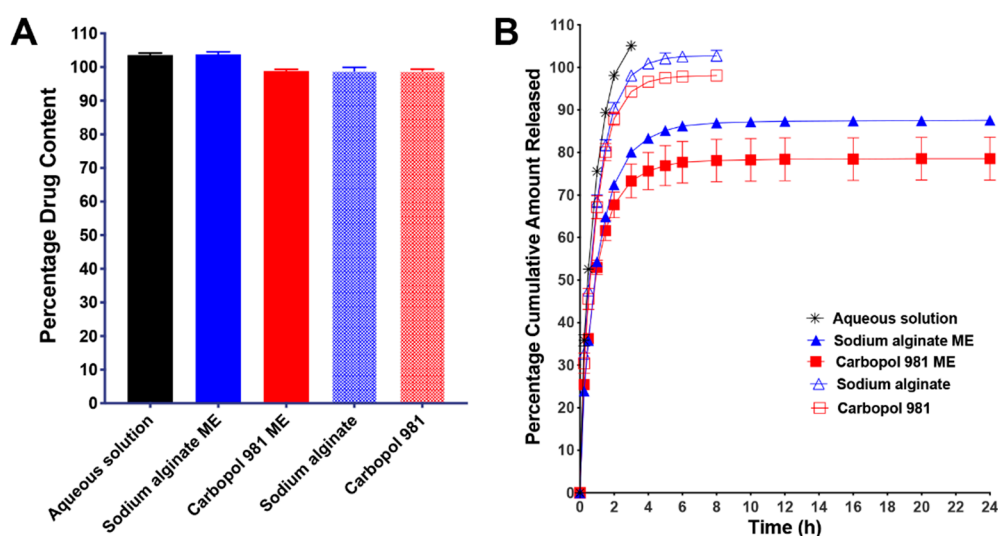 A
Percentage Drug Content
110
100
90
80
70
60
50
40
30
20
10
0
Aqueous solution
Sodium alginate ME
Carbopol 981 ME
Sodium alginate
Carbopol 981
B
Percentage Cumulative Amount Released
110
100
90
80
70
60
50
40
30
20
10
0
0 2 4 6 8 10 12 14 16 18 20 22 24
Time (h)
Aqueous solution
Sodium alginate ME
Carbopol 981 ME
Sodium alginate
Carbopol 981